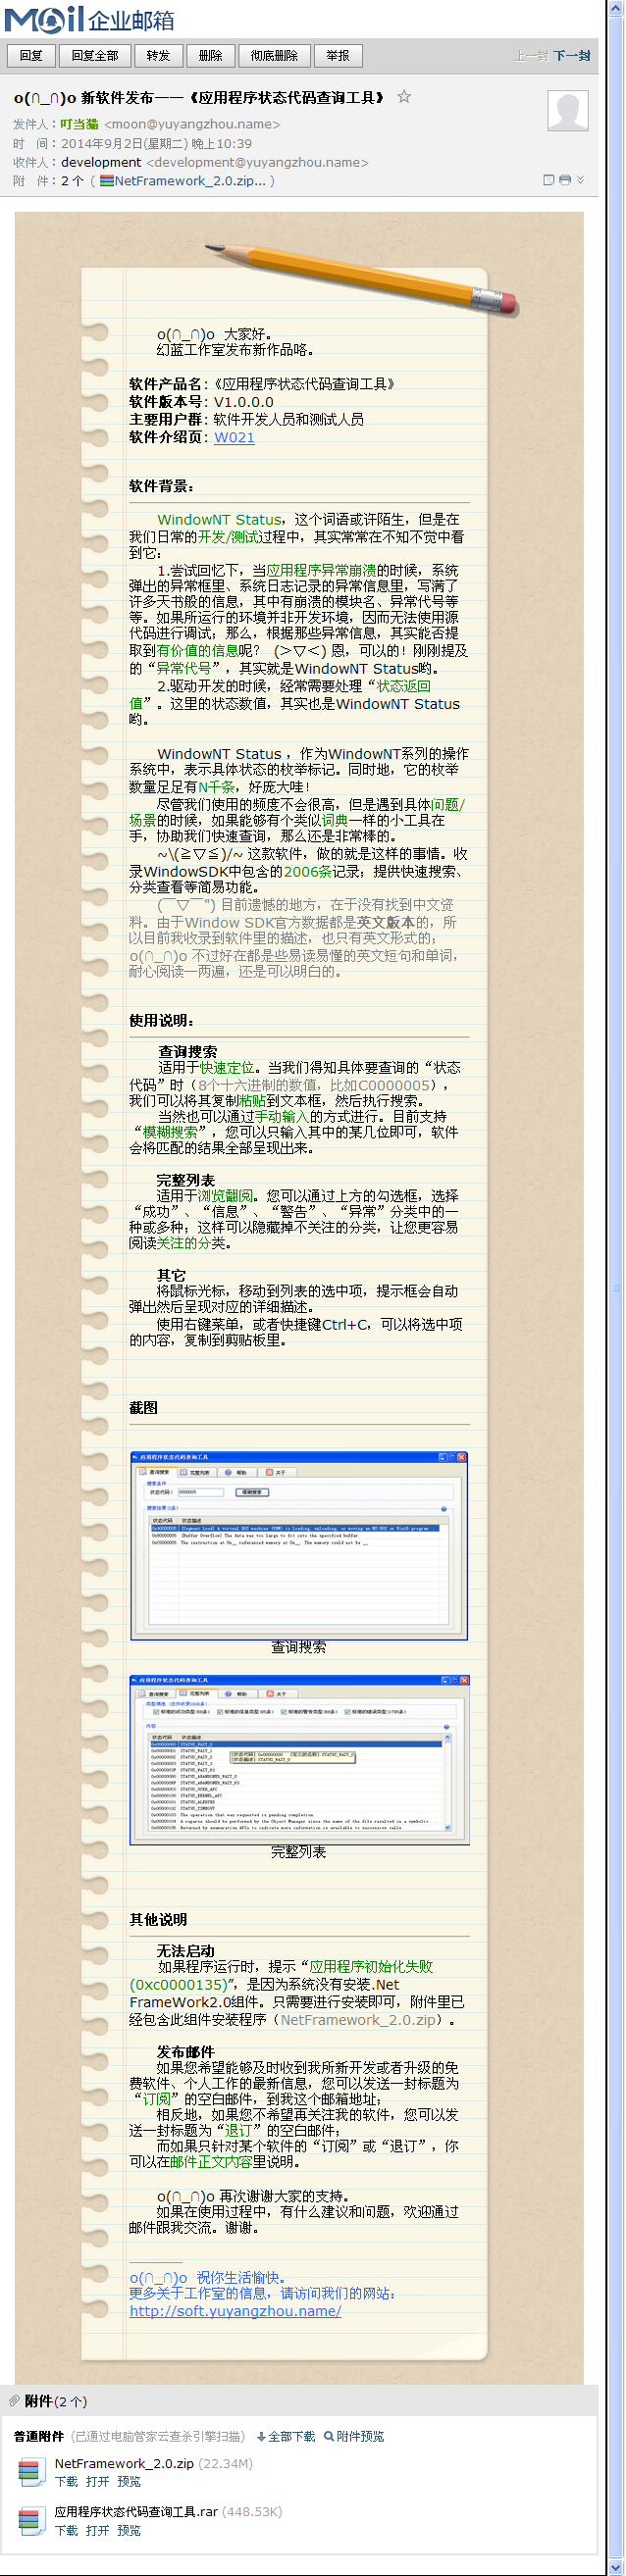 Mail 企业邮箱
回复 回复全部 转发 删除 彻底删除 举报 上一封 下一封
o(∩_∩)o 新软件发布——《应用程序状态代码查询工具》 ☆
发件人：叮当猫 <moon@yuyangzhou.name>
时　间：2014年9月2日(星期二) 晚上10:39
收件人：development <development@yuyangzhou.name>
附　件：2 个 ( NetFramework_2.0.zip... )
o(∩_∩)o 大家好。
幻蓝工作室发布新作品咯。
软件产品名：《应用程序状态代码查询工具》
软件版本号：V1.0.0.0
主要用户群：软件开发人员和测试人员
软件介绍页：W021
软件背景：
WindowNT Status，这个词语或许陌生，但是在
我们日常的开发/测试过程中，其实常常在不知不觉中看
到它：
1.尝试回忆下，当应用程序异常崩溃的时候，系统
弹出的异常框里、系统日志记录的异常信息里，写满了
许多天书般的信息，其中有崩溃的模块名、异常代号等
等。如果所运行的环境并非开发环境，因而无法使用源
代码进行调试；那么，根据那些异常信息，其实能否提
取到有价值的信息呢？ (＞▽＜) 恩，可以的！刚刚提及
的“异常代号”，其实就是WindowNT Status哟。
2.驱动开发的时候，经常需要处理“状态返回
值”。这里的状态数值，其实也是WindowNT Status
哟。
WindowNT Status ，作为WindowNT系列的操作
系统中，表示具体状态的枚举标记。同时地，它的枚举
数量足足有N千条，好庞大哇！
尽管我们使用的频度不会很高，但是遇到具体问题/
场景的时候，如果能够有个类似词典一样的小工具在
手，协助我们快速查询，那么还是非常棒的。
~\(≧▽≦)/~ 这款软件，做的就是这样的事情。收
录WindowSDK中包含的2006条记录；提供快速搜索、
分类查看等简易功能。
(￣▽￣") 目前遗憾的地方，在于没有找到中文资
料。由于Window SDK官方数据都是英文版本的，所
以目前我收录到软件里的描述，也只有英文形式的；
o(∩_∩)o 不过好在都是些易读易懂的英文短句和单词，
耐心阅读一两遍，还是可以明白的。
使用说明：
查询搜索
适用于快速定位。当我们得知具体要查询的“状态
代码”时（8个十六进制的数值，比如C0000005），
我们可以将其复制粘贴到文本框，然后执行搜索。
当然也可以通过手动输入的方式进行。目前支持
“模糊搜索”，您可以只输入其中的某几位即可，软件
会将匹配的结果全部呈现出来。
完整列表
适用于浏览翻阅。您可以通过上方的勾选框，选择
“成功”、“信息”、“警告”、“异常”分类中的一
种或多种；这样可以隐藏掉不关注的分类，让您更容易
阅读关注的分类。
其它
将鼠标光标，移动到列表的选中项，提示框会自动
弹出然后呈现对应的详细描述。
使用右键菜单，或者快捷键Ctrl+C，可以将选中项
的内容，复制到剪贴板里。
截图
应用程序状态代码查询工具
查询搜索 完整列表 帮助 关于
搜索条件
状态代码： 0000005 模糊搜索
状态代码 状态描述
查询搜索
应用程序状态代码查询工具
查询搜索 完整列表 帮助 关于
内容
状态代码 状态描述
0x00000000 STATUS_WAIT_0
0x00000001 STATUS_WAIT_1
0x00000002 STATUS_WAIT_2
0x00000003 STATUS_WAIT_3
0x0000003F STATUS_WAIT_63
0x00000080 STATUS_ABANDONED_WAIT_0
0x000000BF STATUS_ABANDONED_WAIT_63
0x000000C0 STATUS_USER_APC
0x00000100 STATUS_KERNEL_APC
0x00000101 STATUS_ALERTED
0x00000102 STATUS_TIMEOUT
0x00000103 The operation that was requested is pending completion.
完整列表
其他说明
无法启动
如果程序运行时，提示“应用程序初始化失败
(0xc0000135)”，是因为系统没有安装.Net
FrameWork2.0组件。只需要进行安装即可，附件里已
经包含此组件安装程序（NetFramework_2.0.zip）。
发布邮件
如果您希望能够及时收到我所新开发或者升级的免
费软件、个人工作的最新信息，您可以发送一封标题为
“订阅”的空白邮件，到我这个邮箱地址；
相反地，如果您不希望再关注我的软件，您可以发
送一封标题为“退订”的空白邮件；
而如果只针对某个软件的“订阅”或“退订”，你
可以在邮件正文内容里说明。
o(∩_∩)o 再次谢谢大家的支持。
如果在使用过程中，有什么建议和问题，欢迎通过
邮件跟我交流。谢谢。
o(∩_∩)o 祝你生活愉快。
更多关于工作室的信息，请访问我们的网站：
http://soft.yuyangzhou.name/
附件(2 个)
普通附件 (已通过电脑管家云查杀引擎扫描) 全部下载 附件预览
NetFramework_2.0.zip (22.34M)
下载 打开 预览
应用程序状态代码查询工具.rar (448.53K)
下载 打开 预览